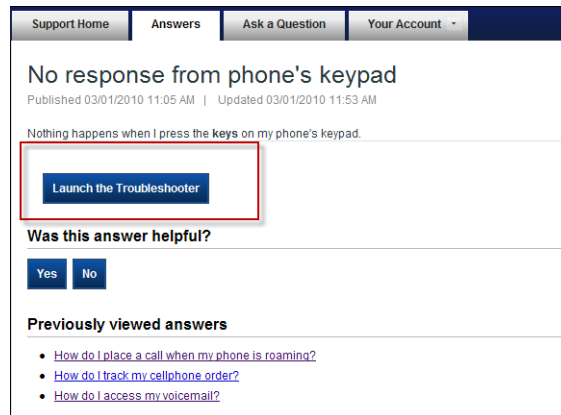 Support Home Answers Ask a Question Your Account
No response from phone's keypad
Published 03/01/2010 11:05 AM | Updated 03/01/2010 11:53 AM
Nothing happens when I press the keys on my phone's keypad.
Launch the Troubleshooter
Was this answer helpful?
Yes No
Previously viewed answers
How do I place a call when my phone is roaming?
How do I track my cellphone order?
How do I access my voicemail?